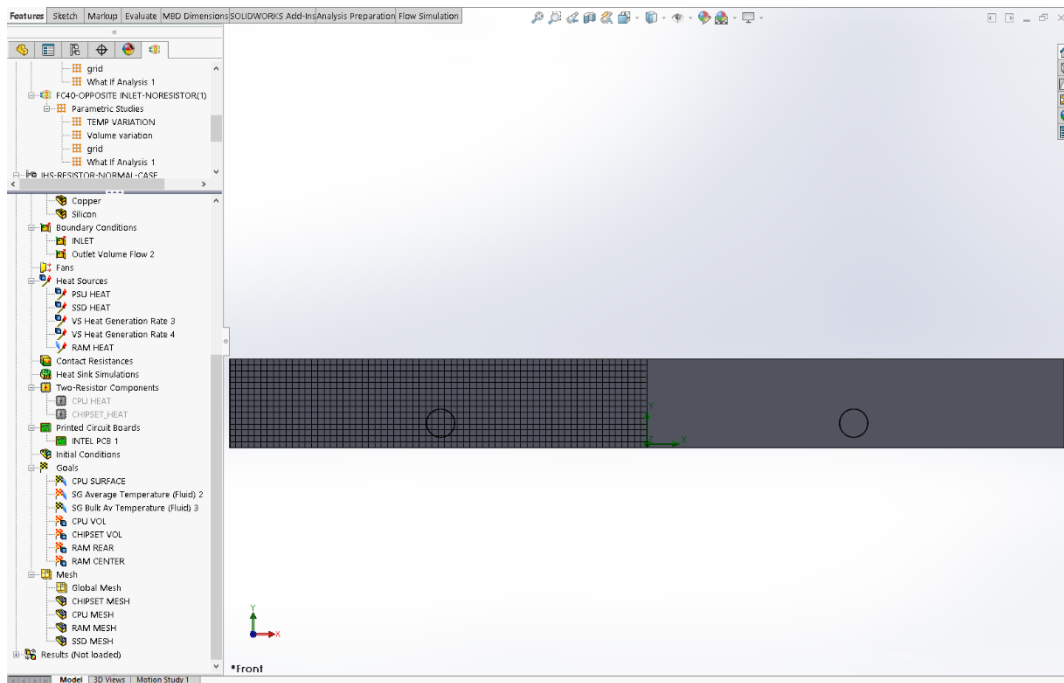 Features Sketch Markup Evaluate MBD Dimensions SOLIDWORKS Add-Ins Analysis Preparation Flow Simulation
grid
What If Analysis 1
FC40-OPPOSITE INLET-NORESISTOR(1)
Parametric Studies
TEMP VARIATION
Volume variation
grid
What If Analysis 1
IHS-RESISTOR-NORMAL-CASE
Copper
Silicon
Boundary Conditions
INLET
Outlet Volume Flow 2
Fans
Heat Sources
PSU HEAT
SSD HEAT
VS Heat Generation Rate 3
VS Heat Generation Rate 4
RAM HEAT
Contact Resistances
Heat Sink Simulations
Two-Resistor Components
CPU HEAT
CHIPSET_HEAT
Printed Circuit Boards
INTEL PCB 1
Initial Conditions
Goals
CPU SURFACE
SG Average Temperature (Fluid) 2
SG Bulk Av Temperature (Fluid) 3
CPU VOL
CHIPSET VOL
RAM REAR
RAM CENTER
Mesh
Global Mesh
CHIPSET MESH
CPU MESH
RAM MESH
SSD MESH
Results (Not loaded)
Y
Z
X
Y
X
*Front
Model 3D Views Motion Study 1